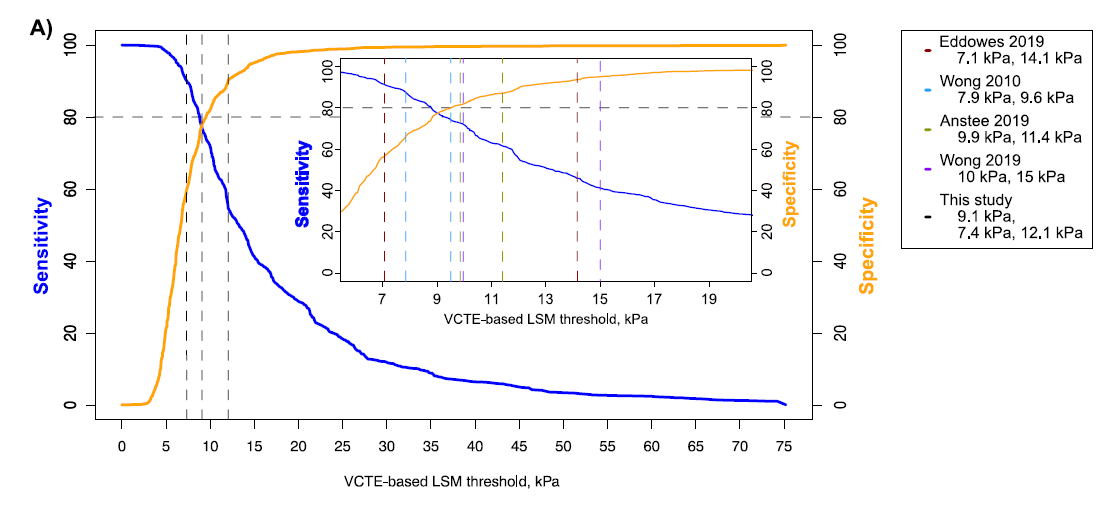 A)
100
80
60
40
20
0
Sensitivity
0 5 10 15 20 25 30 35 40 45 50 55 60 65 70 75
VCTE-based LSM threshold, kPa
100
80
60
40
20
0
Specificity
100
80
60
40
20
0
Sensitivity
7 9 11 13 15 17 19
VCTE-based LSM threshold, kPa
100
80
60
40
20
0
Specificity
Eddowes 2019
7.1 kPa, 14.1 kPa
Wong 2010
7.9 kPa, 9.6 kPa
Anstee 2019
9.9 kPa, 11.4 kPa
Wong 2019
10 kPa, 15 kPa
This study
9.1 kPa,
7.4 kPa, 12.1 kPa